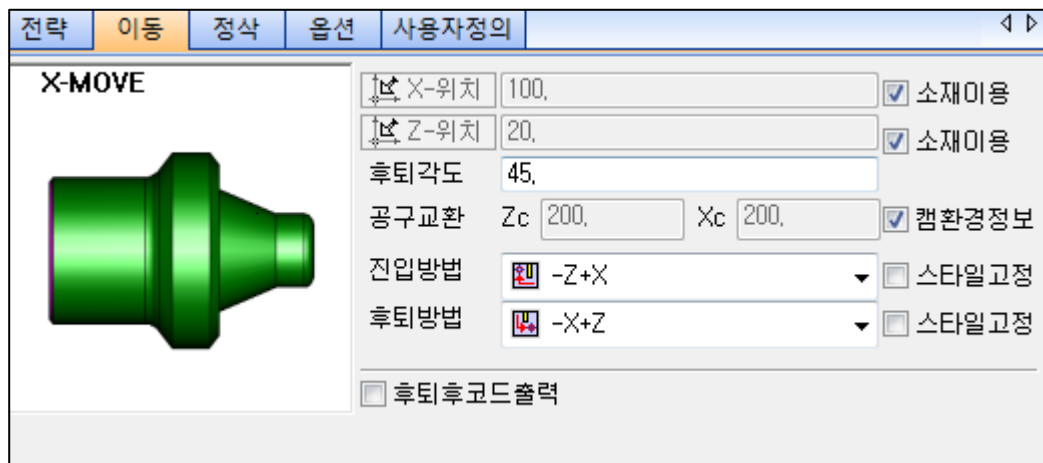 전략 이동 정삭 옵션 사용자정의
X-MOVE
X-위치 100, 소재이용
Z-위치 20, 소재이용
후퇴각도 45,
공구교환 Zc 200, Xc 200, 캠환경정보
진입방법 -Z+X 스타일고정
후퇴방법 -X+Z 스타일고정
후퇴후코드출력